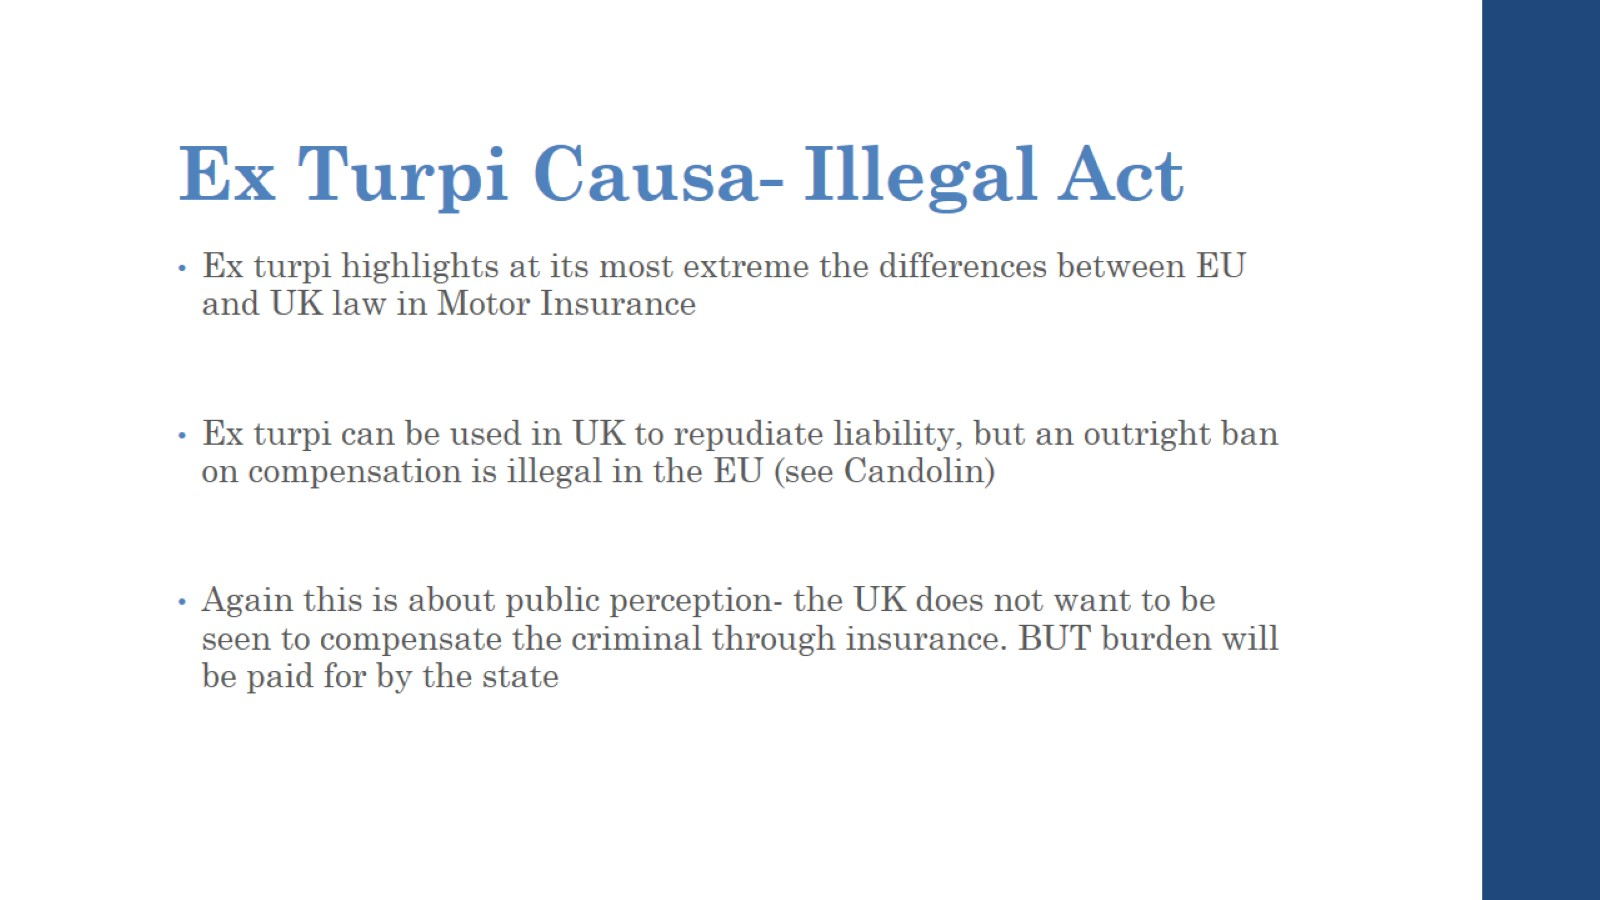 Ex Turpi Causa- Illegal Act
• Ex turpi highlights at its most extreme the differences between EU
and UK law in Motor Insurance
• Ex turpi can be used in UK to repudiate liability, but an outright ban
on compensation is illegal in the EU (see Candolin)
• Again this is about public perception- the UK does not want to be
seen to compensate the criminal through insurance. BUT burden will
be paid for by the state